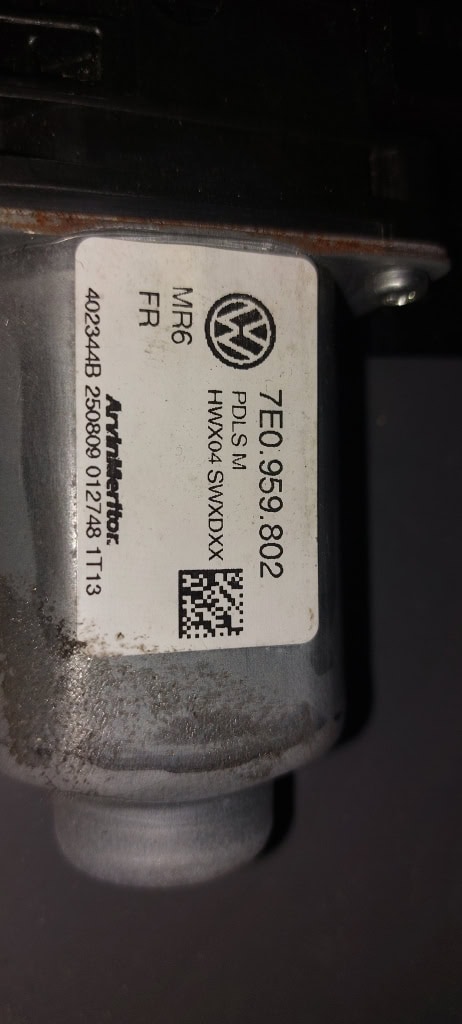 7E0.959.802
PDLS M
HWX04 SWXDXX
MR6
FR
ArvinMeritor.
402344B 250809 012748 1T13